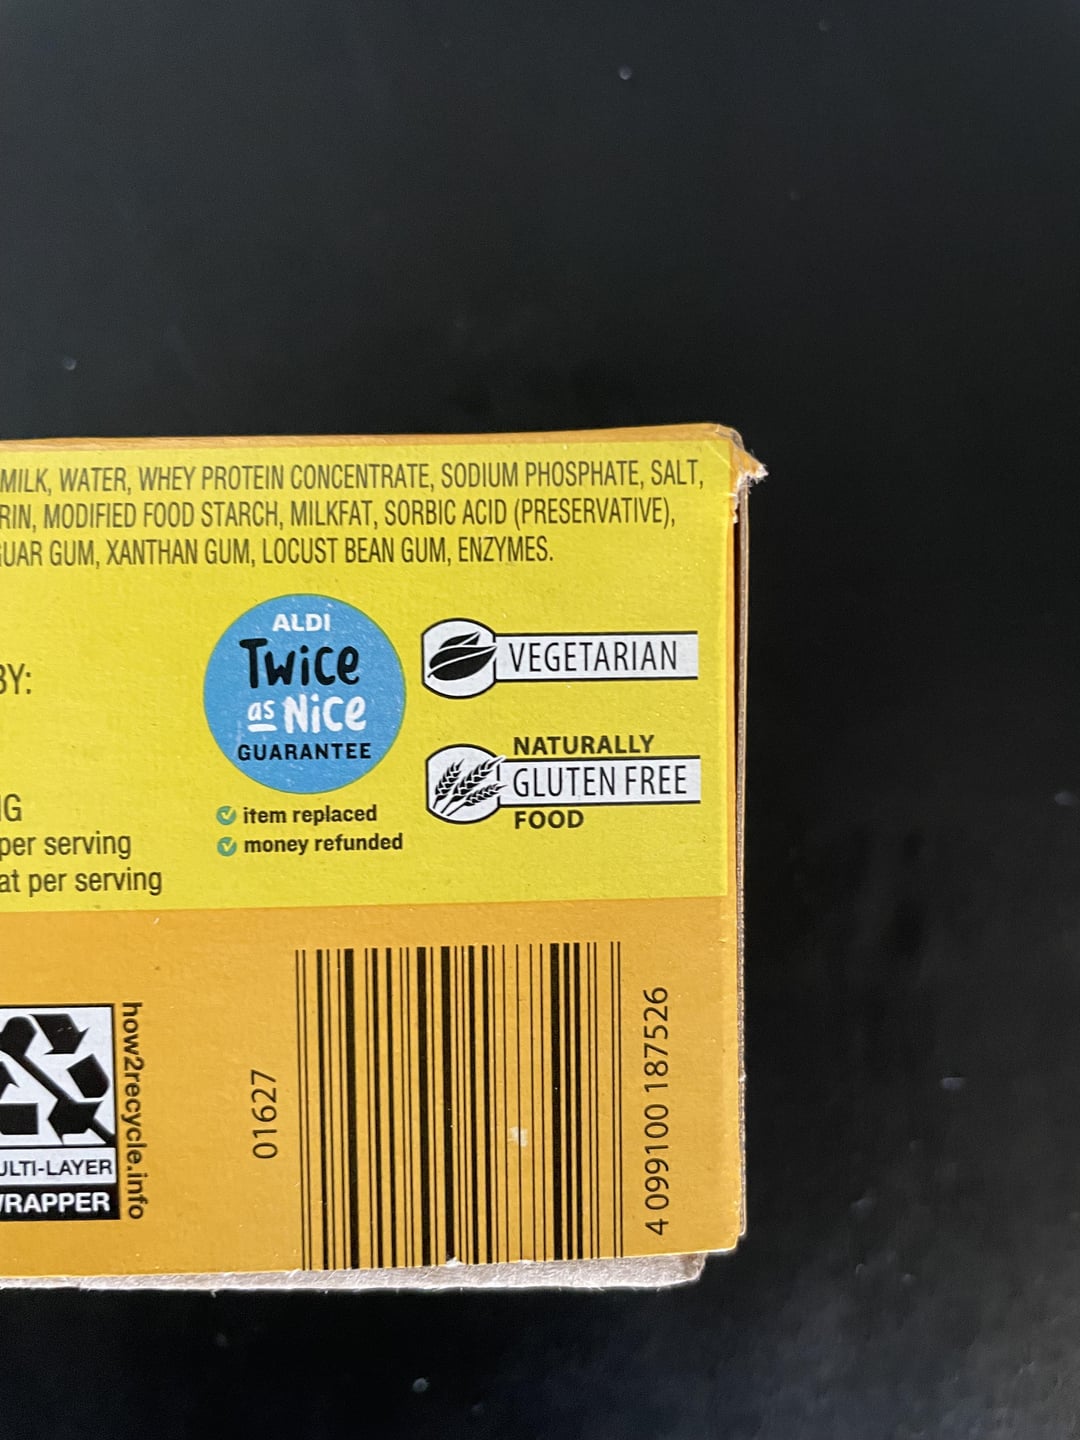 MILK, WATER, WHEY PROTEIN CONCENTRATE, SODIUM PHOSPHATE, SALT,
RIN, MODIFIED FOOD STARCH, MILKFAT, SORBIC ACID (PRESERVATIVE),
GUAR GUM, XANTHAN GUM, LOCUST BEAN GUM, ENZYMES.
BY:
ALDI
Twice
as Nice
GUARANTEE
item replaced
money refunded
VEGETARIAN
NATURALLY
GLUTEN FREE
FOOD
per serving
at per serving
how2recycle.info
ULTI-LAYER
WRAPPER
01627
4 099100 187526